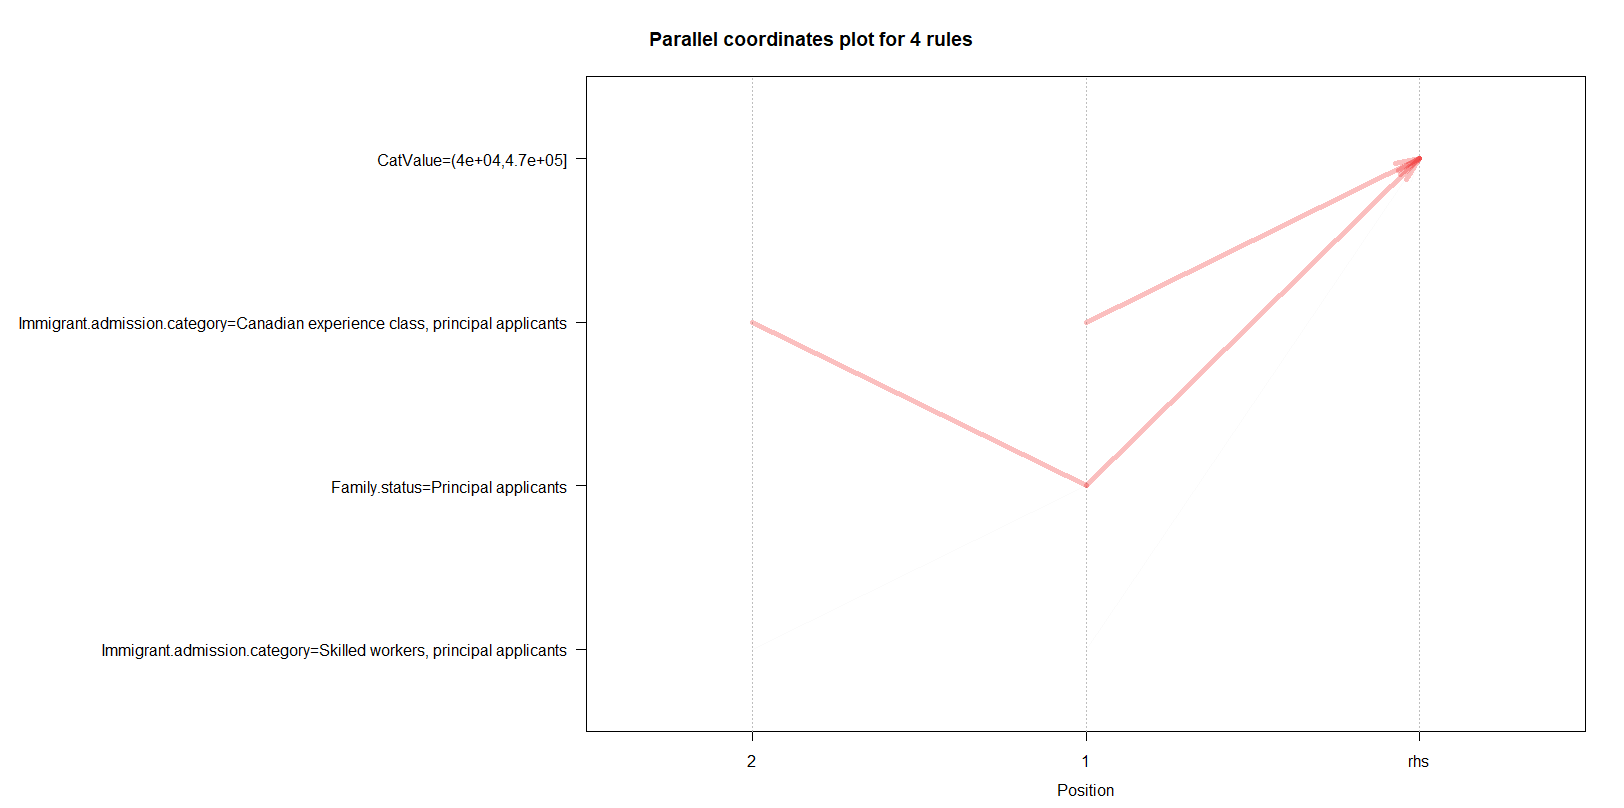 Parallel coordinates plot for 4 rules
CatValue=(4e+04,4.7e+05]
Immigrant.admission.category=Canadian experience class, principal applicants
Family.status=Principal applicants
Immigrant.admission.category=Skilled workers, principal applicants
2 1 rhs
Position